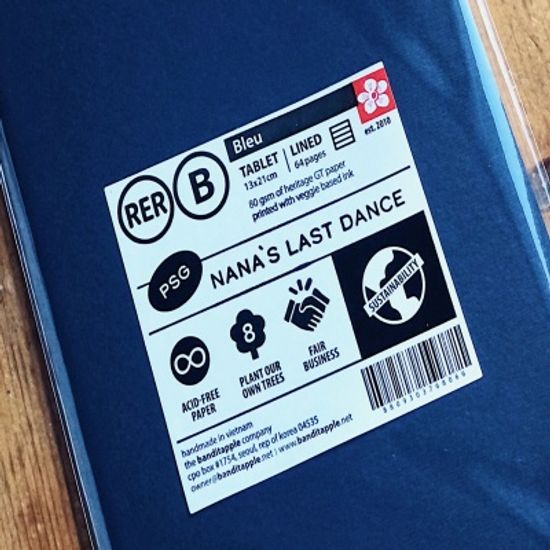 Bleu
est. 2010
RER B
TABLET | LINED
13x21cm 64 pages
60 gsm of heritage GT paper
printed with veggie based ink
PSG NANA'S LAST DANCE
8
SUSTAINABILITY
ACID-FREE
PAPER
PLANT OUR
OWN TREES
FAIR
BUSINESS
handmade in vietnam
the banditapple company
cpo box #1754, seoul, rep of korea 04535
owner@banditapple.net | www.banditapple.net